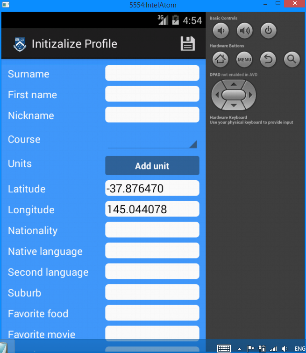 5554:IntelAtom
3G 4:54
Initizalize Profile
Surname
First name
Nickname
Course
Units Add unit
Latitude -37.876470
Longitude 145.044078
Nationality
Native language
Second language
Suburb
Favorite food
Favorite movie
Basic Controls
Hardware Buttons
MENU
DPAD not enabled in AVD
Hardware Keyboard
Use your physical keyboard to provide input
ENG